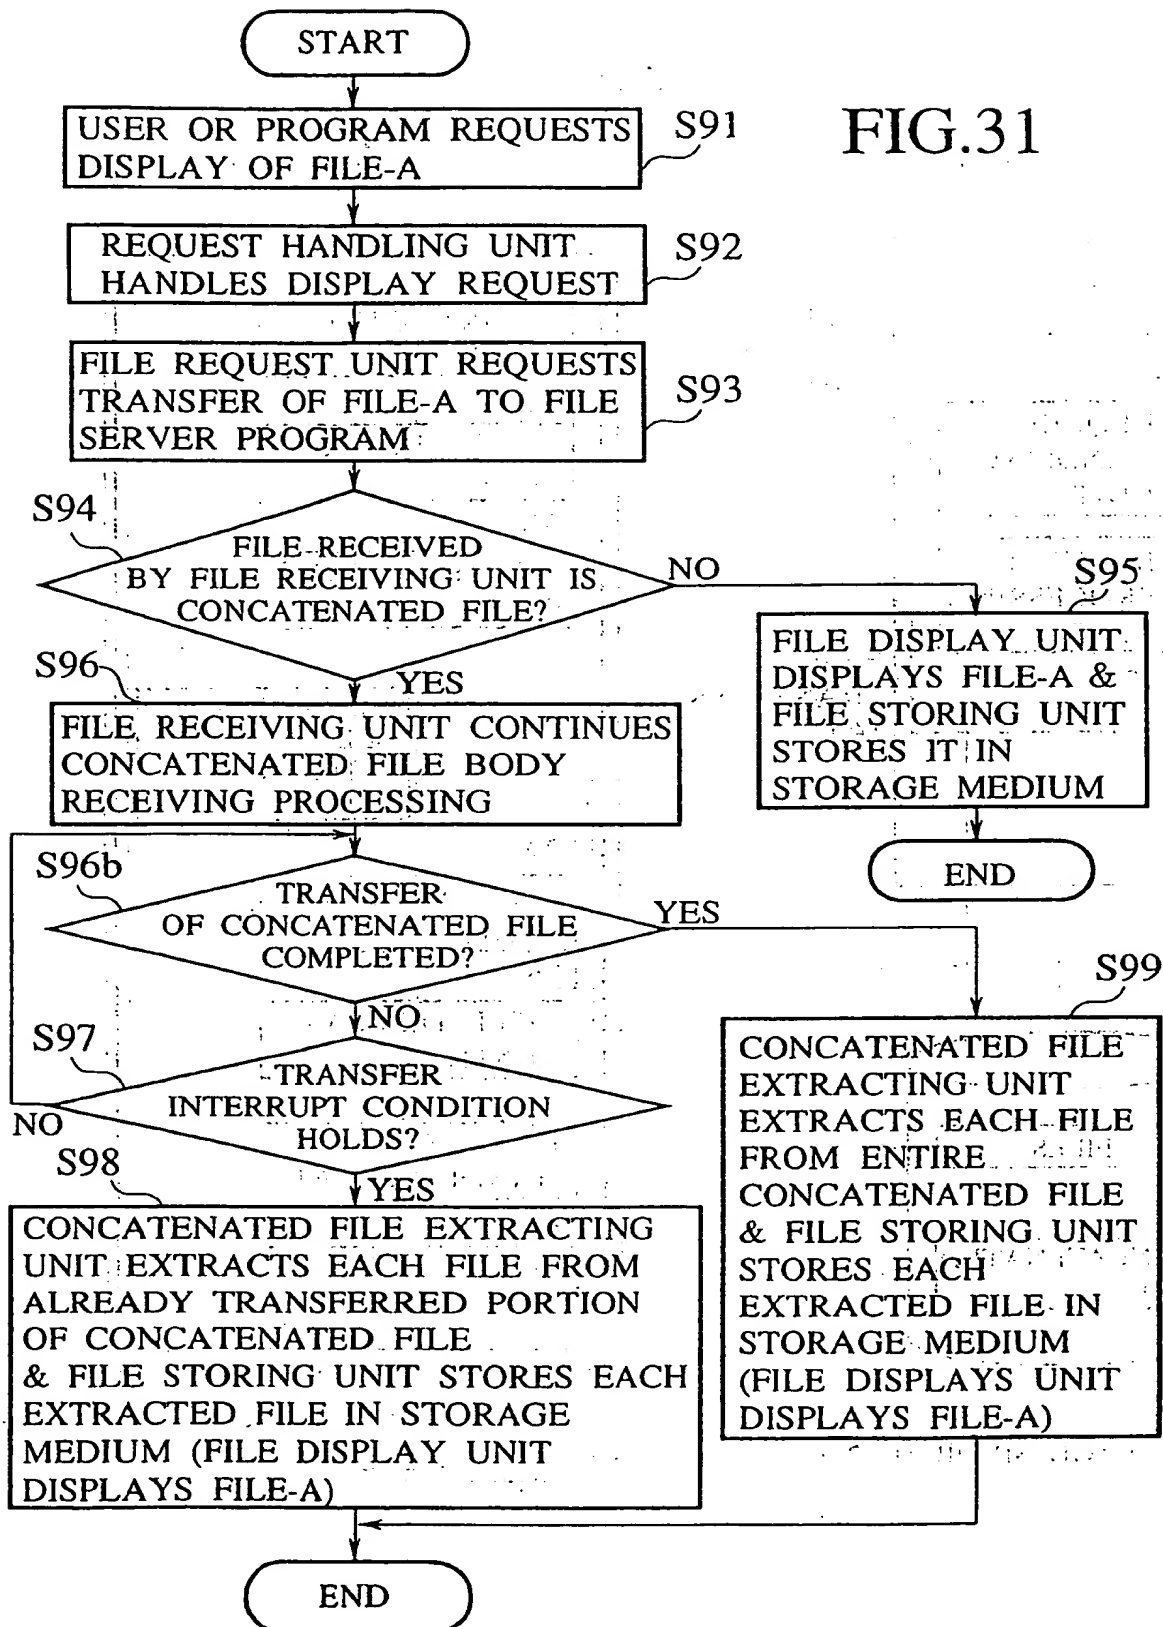 START
FIG.31
USER OR PROGRAM REQUESTS
DISPLAY OF FILE-A
S91
REQUEST HANDLING UNIT
HANDLES DISPLAY REQUEST
S92
FILE REQUEST UNIT REQUESTS
TRANSFER OF FILE-A TO FILE
SERVER PROGRAM
S93
S94
FILE RECEIVED
BY FILE RECEIVING UNIT IS
CONCATENATED FILE?
NO
YES
S95
FILE DISPLAY UNIT
DISPLAYS FILE-A &
FILE STORING UNIT
STORES IT IN
STORAGE MEDIUM
END
S96
FILE RECEIVING UNIT CONTINUES
CONCATENATED FILE BODY
RECEIVING PROCESSING
S96b
TRANSFER
OF CONCATENATED FILE
COMPLETED?
YES
NO
S97
TRANSFER
INTERRUPT CONDITION
HOLDS?
NO
YES
S98
CONCATENATED FILE EXTRACTING
UNIT EXTRACTS EACH FILE FROM
ALREADY TRANSFERRED PORTION
OF CONCATENATED FILE
& FILE STORING UNIT STORES EACH
EXTRACTED FILE IN STORAGE
MEDIUM (FILE DISPLAY UNIT
DISPLAYS FILE-A)
S99
CONCATENATED FILE
EXTRACTING UNIT
EXTRACTS EACH FILE
FROM ENTIRE
CONCATENATED FILE
& FILE STORING UNIT
STORES EACH
EXTRACTED FILE IN
STORAGE MEDIUM
(FILE DISPLAYS UNIT
DISPLAYS FILE-A)
END